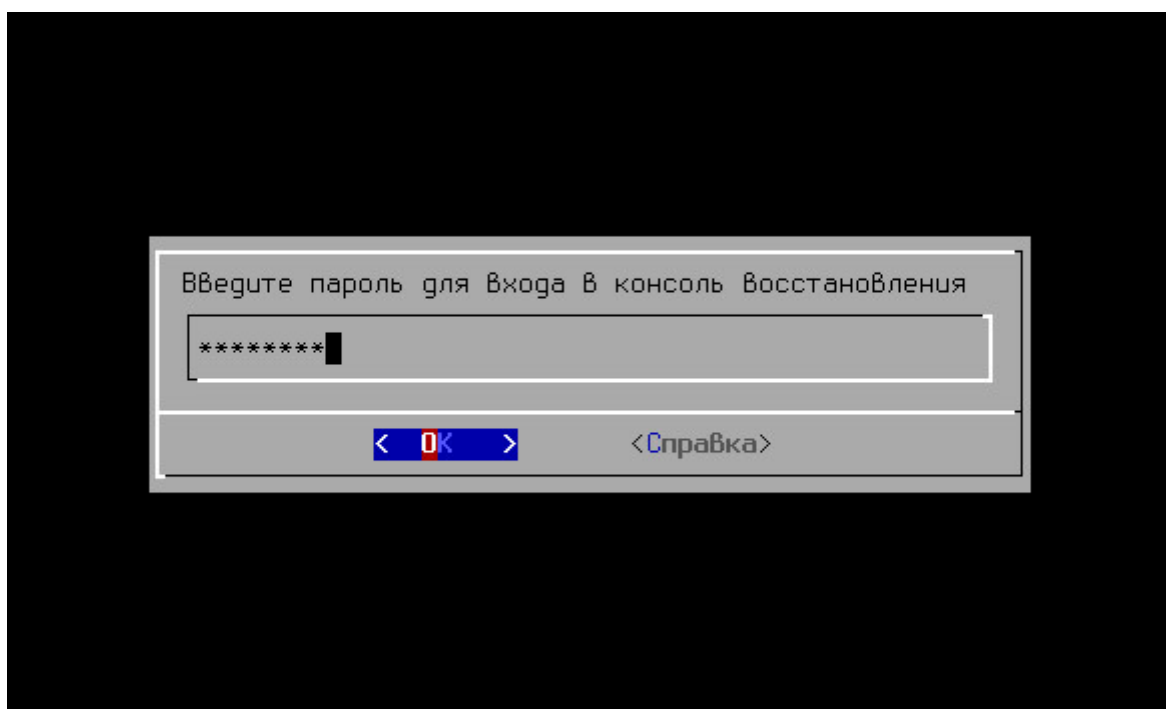 Введите пароль для входа в консоль восстановления
********
< OK > <Справка>